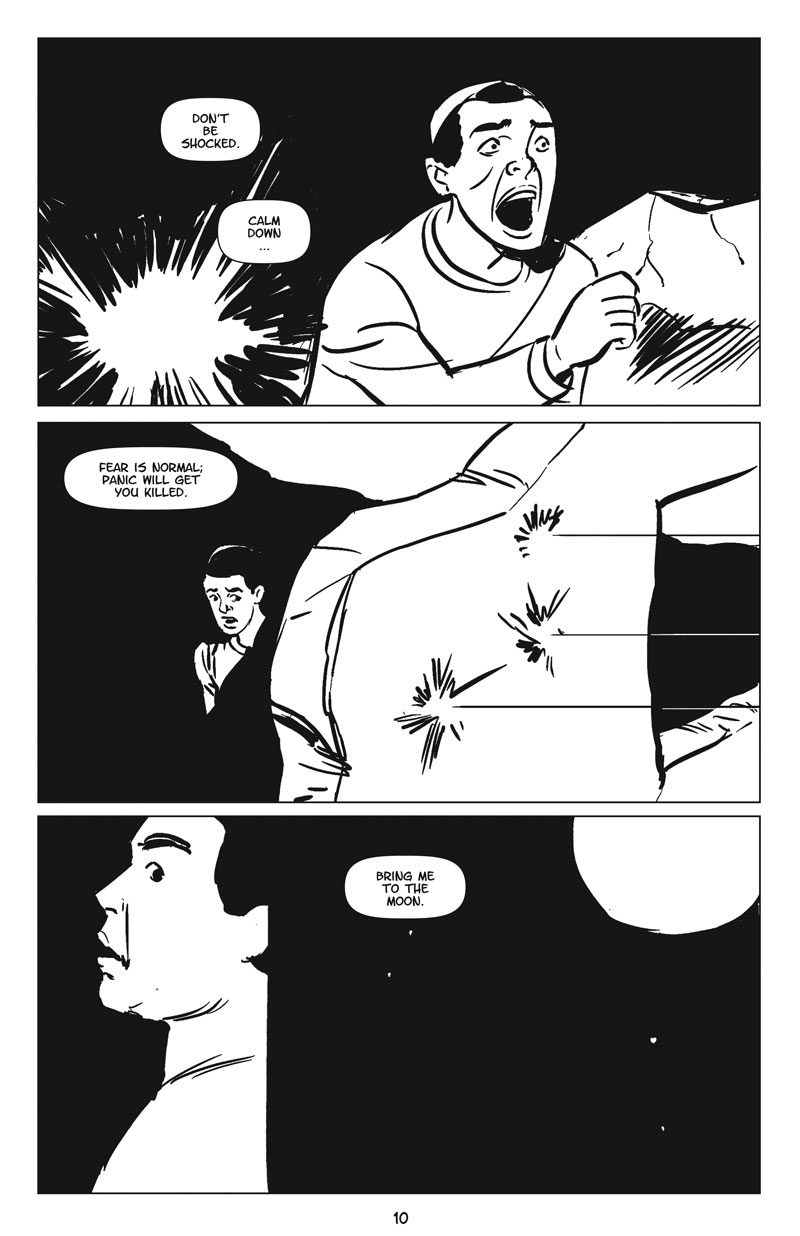 DON'T
BE
SHOCKED.
CALM
DOWN
...
FEAR IS NORMAL;
PANIC WILL GET
YOU KILLED.
BRING ME
TO THE
MOON.
10